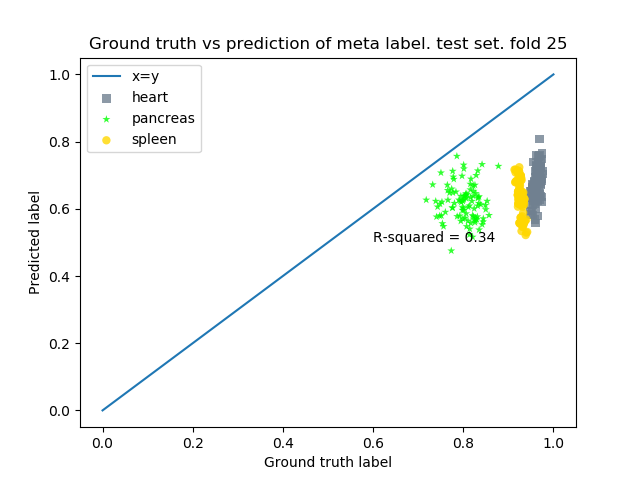 Ground truth vs prediction of meta label. test set. fold 25
x=y
heart
pancreas
spleen
1.0
0.8
0.6
0.4
0.2
0.0
Predicted label
R-squared = 0.34
0.0 0.2 0.4 0.6 0.8 1.0
Ground truth label